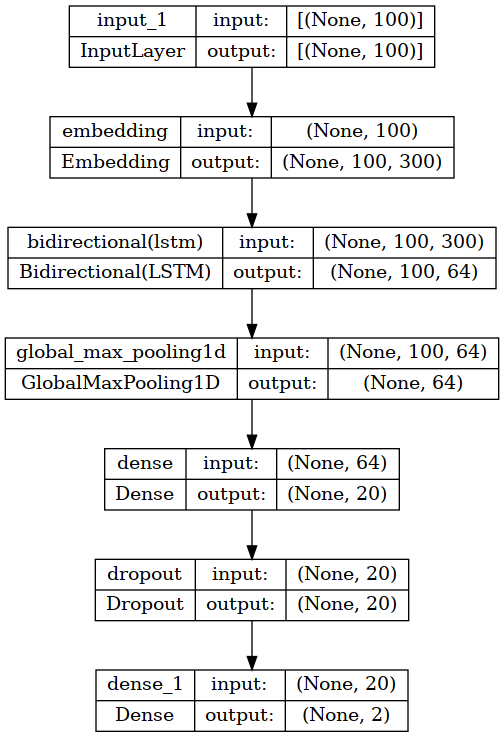 input_1 input: [(None, 100)]
InputLayer output: [(None, 100)]
embedding input: (None, 100)
Embedding output: (None, 100, 300)
bidirectional(lstm) input: (None, 100, 300)
Bidirectional(LSTM) output: (None, 100, 64)
global_max_pooling1d input: (None, 100, 64)
GlobalMaxPooling1D output: (None, 64)
dense input: (None, 64)
Dense output: (None, 20)
dropout input: (None, 20)
Dropout output: (None, 20)
dense_1 input: (None, 20)
Dense output: (None, 2)